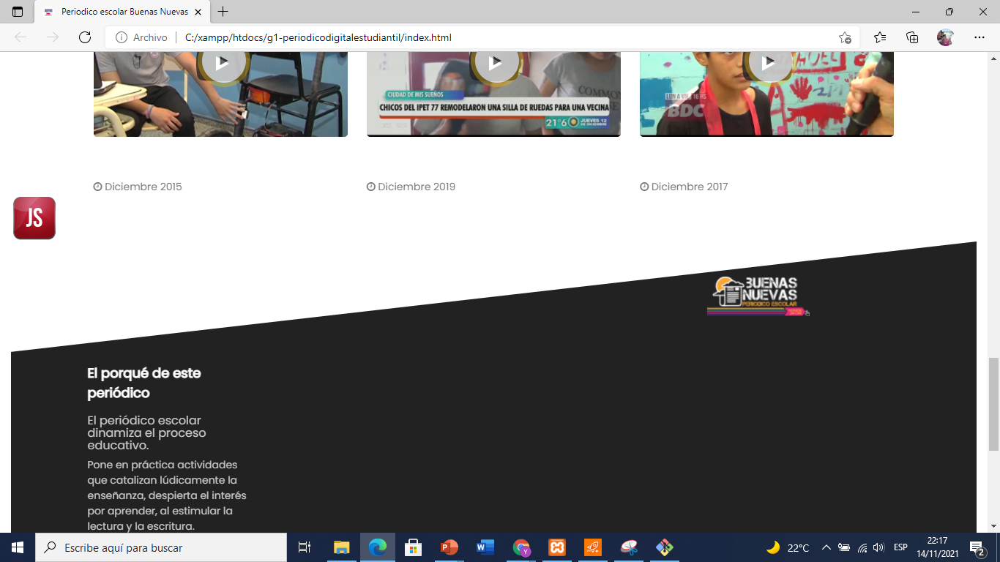 Periodico escolar Buenas Nuevas
Archivo
C:/xampp/htdocs/g1-periodicodigitalestudiantil/index.html
CIUDAD DE MIS SUEÑOS
COMMON
CHICOS DEL IPET 77 REMODELARON UNA SILLA DE RUEDAS PARA UNA VECINA
21°6
JUEVES 12
DE DICIEMBRE
LUN A VIE 16 HS
BDC
Diciembre 2015
Diciembre 2019
Diciembre 2017
JS
BUENAS
NUEVAS
PERIODICO ESCOLAR
El porqué de este
periódico
El periódico escolar
dinamiza el proceso
educativo.
Pone en práctica actividades
que catalizan lúdicamente la
enseñanza, despierta el interés
por aprender, al estimular la
lectura y la escritura.
Escribe aquí para buscar
22°C
ESP
22:17
14/11/2021
2